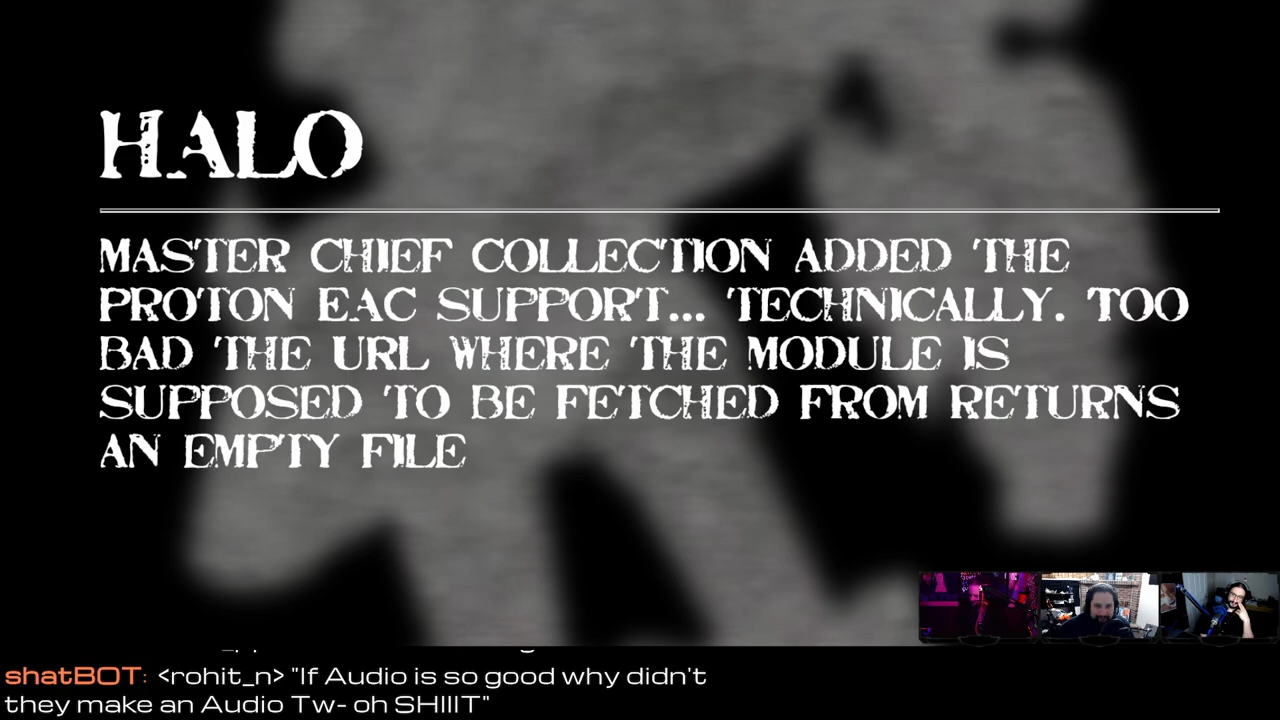 HALO
MASTER CHIEF COLLECTION ADDED THE
PROTON EAC SUPPORT... TECHNICALLY. TOO
BAD THE URL WHERE THE MODULE IS
SUPPOSED TO BE FETCHED FROM RETURNS
AN EMPTY FILE
shatBOT: <rohit_n> "If Audio is so good why didn't
they make an Audio Tw- oh SHIIIT"